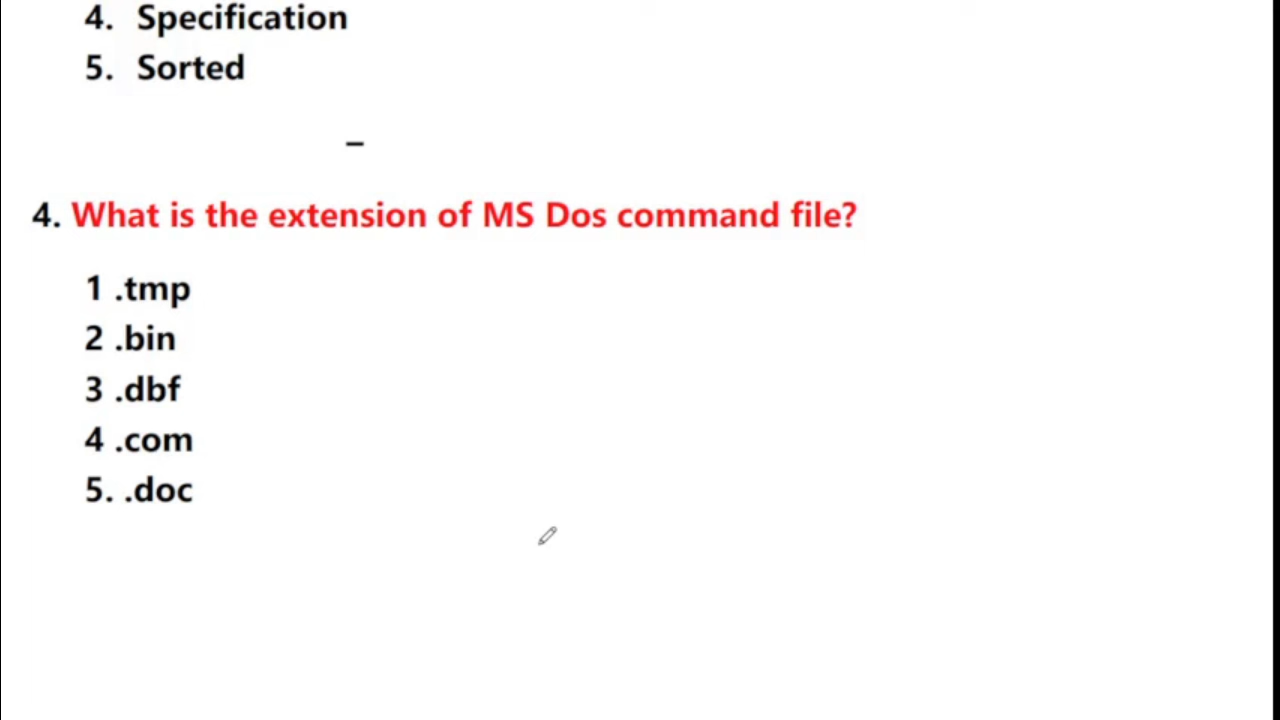 4. Specification
5. Sorted
–
4. What is the extension of MS Dos command file?
1 .tmp
2 .bin
3 .dbf
4 .com
5. .doc